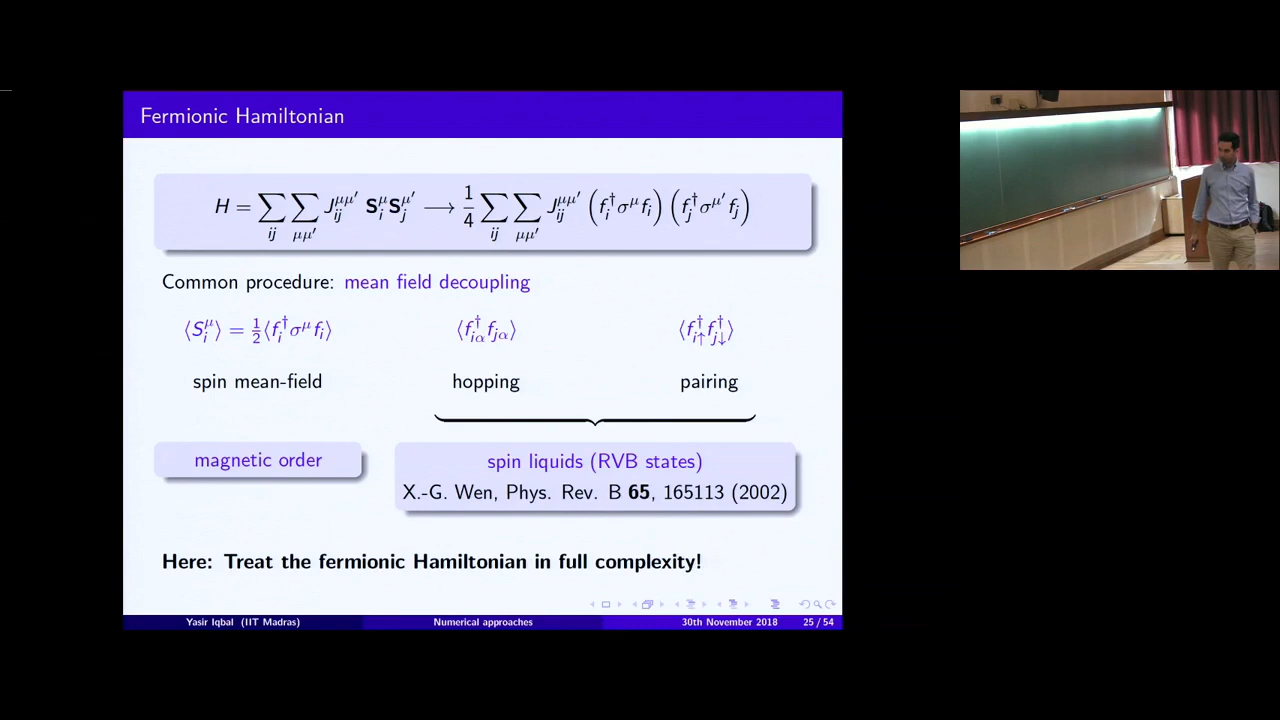 Fermionic Hamiltonian
H = ∑_{ij} ∑_{μμ′} J_{ij}^{μμ′} S_i^μ S_j^{μ′} ⟶ 1/4 ∑_{ij} ∑_{μμ′} J_{ij}^{μμ′} (f_i^† σ^μ f_i) (f_j^† σ^{μ′} f_j)
Common procedure: mean field decoupling
⟨S_i^μ⟩ = 1/2 ⟨f_i^† σ^μ f_i⟩ ⟨f_{iα}^† f_{jα}⟩ ⟨f_{i↑}^† f_{j↓}^†⟩
spin mean-field hopping pairing
magnetic order spin liquids (RVB states)
X.-G. Wen, Phys. Rev. B 65, 165113 (2002)
Here: Treat the fermionic Hamiltonian in full complexity!
Yasir Iqbal (IIT Madras) Numerical approaches 30th November 2018 25 / 54